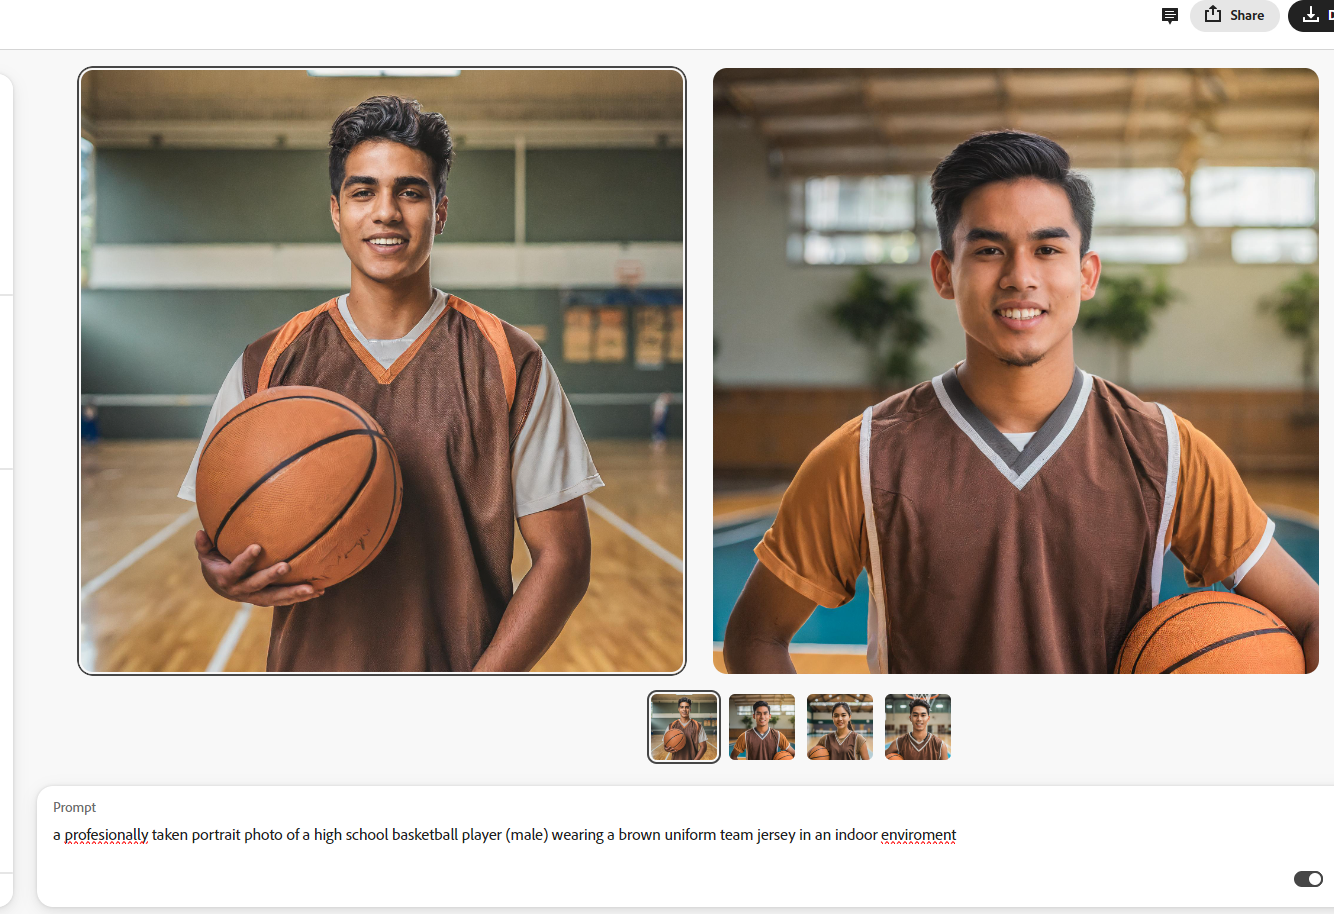 Share
Prompt
a profesionally taken portrait photo of a high school basketball player (male) wearing a brown uniform team jersey in an indoor enviroment